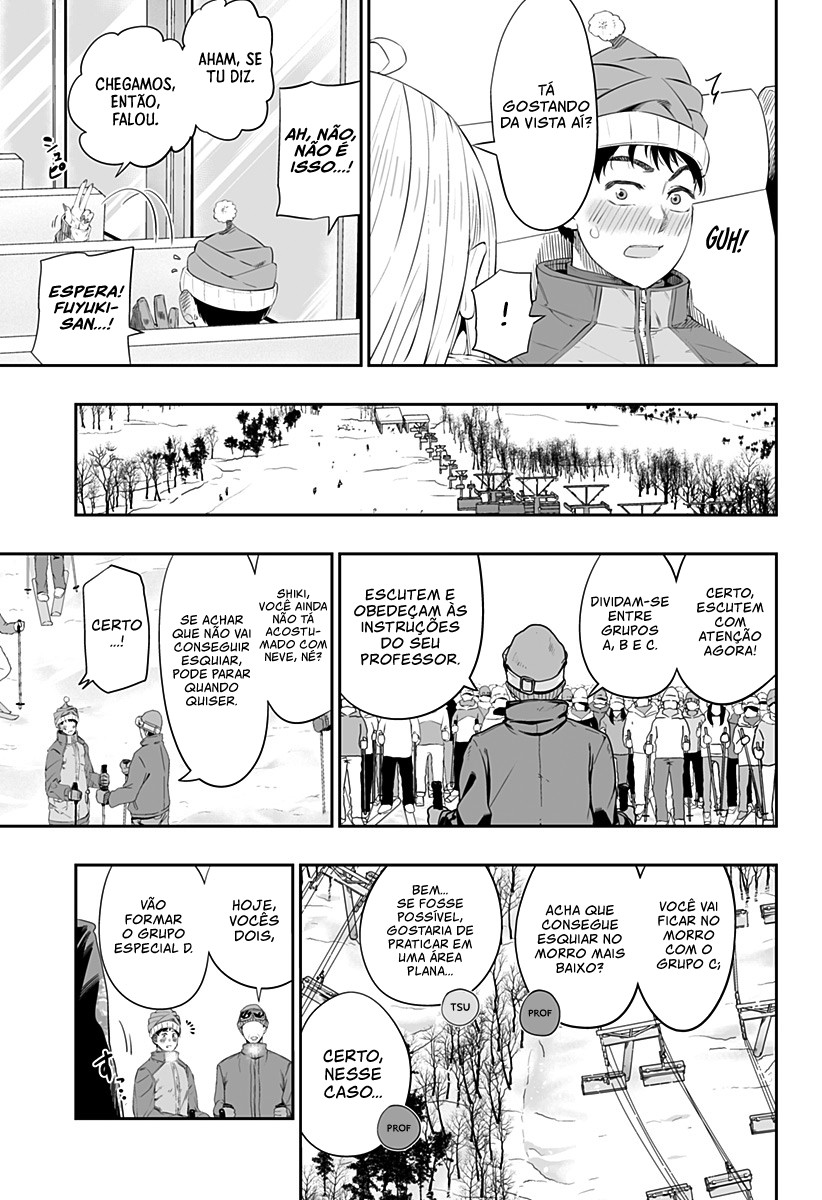 TÁ
GOSTANDO
DA VISTA AÍ?
GUH!
!
AHAM, SE
TU DIZ.
CHEGAMOS,
ENTÃO,
FALOU.
AH, NÃO,
NÃO É
ISSO...!
ESPERA!
FUYUKI-
SAN...!
CERTO,
ESCUTEM
COM
ATENÇÃO
AGORA!
DIVIDAM-SE
ENTRE
GRUPOS
A, B E C.
ESCUTEM E
OBEDEÇAM ÀS
INSTRUÇÕES
DO SEU
PROFESSOR.
SHIKI,
VOCÊ AINDA
NÃO TÁ
ACOSTU-
MADO COM
NEVE, NÉ?
SE ACHAR
QUE NÃO VAI
CONSEGUIR
ESQUIAR,
PODE PARAR
QUANDO
QUISER.
CERTO
...!
VOCÊ VAI
FICAR NO
MORRO
COM O
GRUPO C;
ACHA QUE
CONSEGUE
ESQUIAR NO
MORRO MAIS
BAIXO?
PROF
BEM...
SE FOSSE
POSSÍVEL,
GOSTARIA DE
PRATICAR EM
UMA ÁREA
PLANA...
TSU
CERTO,
NESSE
CASO...
PROF
HOJE,
VOCÊS
DOIS,
VÃO
FORMAR
O GRUPO
ESPECIAL D.